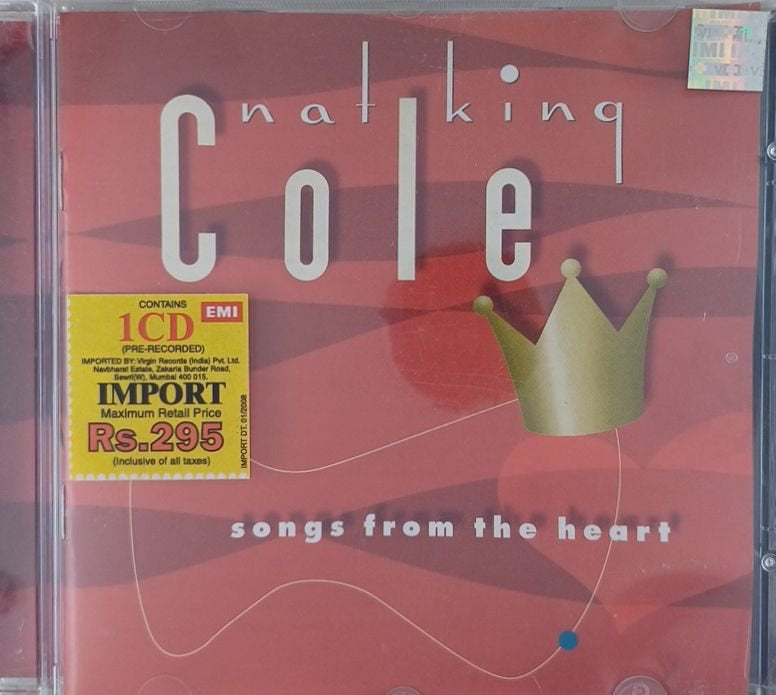 nat king
Cole
CONTAINS
EMI
1CD
(PRE-RECORDED)
IMPORTED BY: Virgin Records (India) Pvt. Ltd.
Navbharat Estate, Zakaria Bunder Road,
Sewri(W), Mumbai 400 015.
IMPORT
Maximum Retail Price
Rs.295
(Inclusive of all taxes)
IMPORT DT. 01/2008
songs from the heart